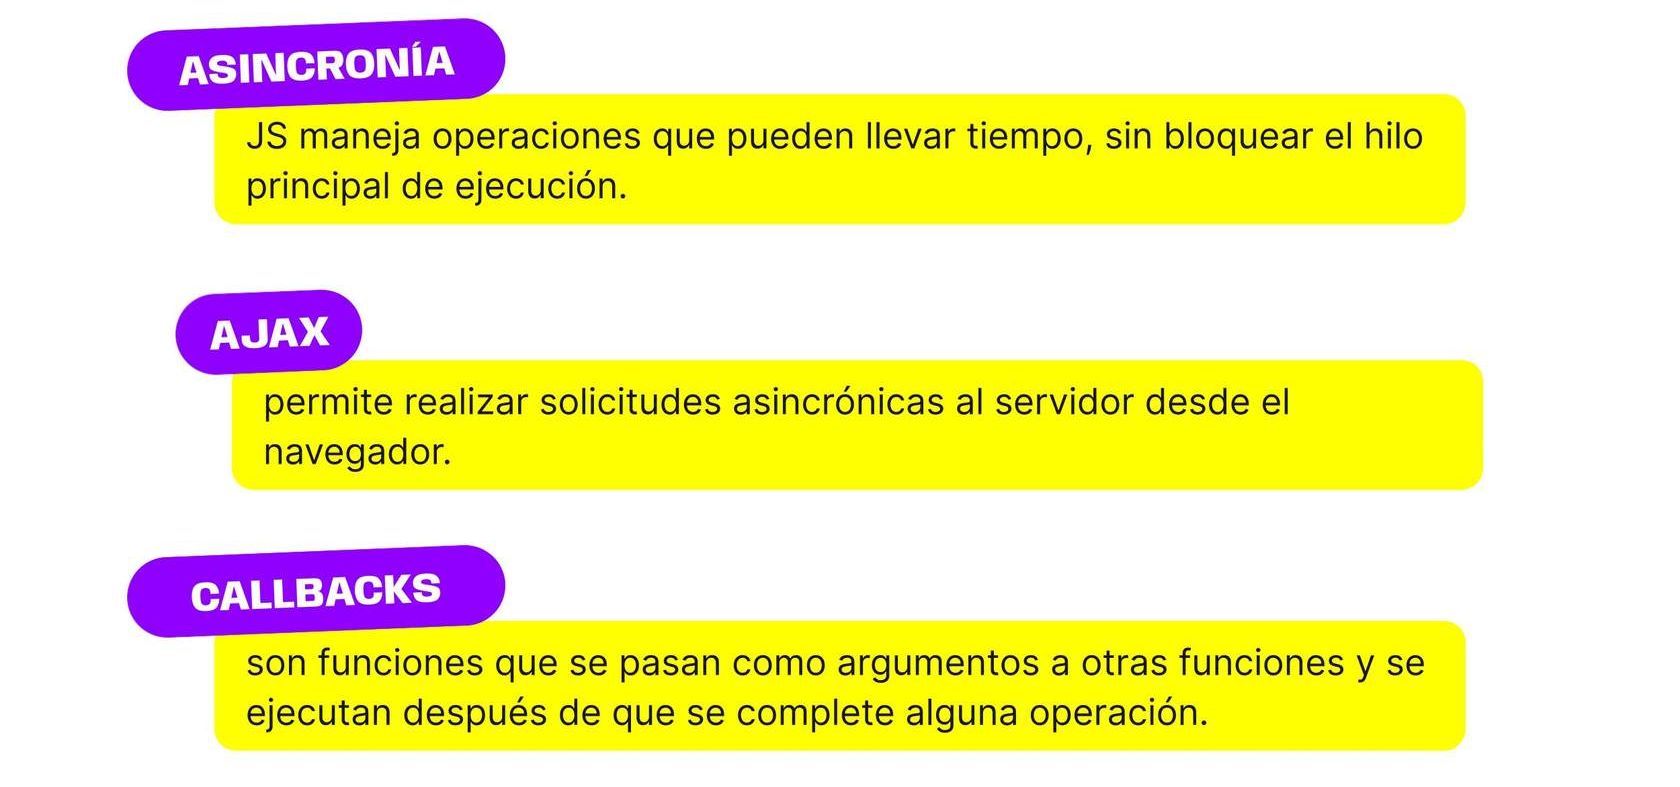 ASINCRONÍA
JS maneja operaciones que pueden llevar tiempo, sin bloquear el hilo
principal de ejecución.
AJAX
permite realizar solicitudes asincrónicas al servidor desde el
navegador.
CALLBACKS
son funciones que se pasan como argumentos a otras funciones y se
ejecutan después de que se complete alguna operación.